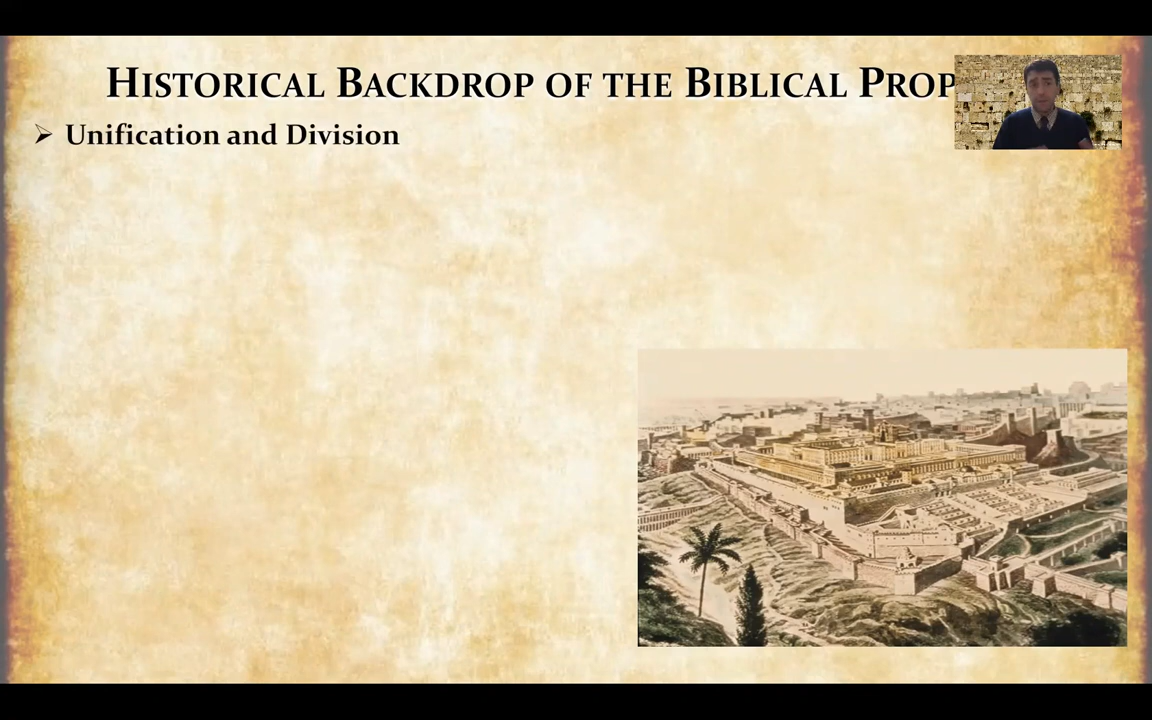 HISTORICAL BACKDROP OF THE BIBLICAL PROP
➢ Unification and Division